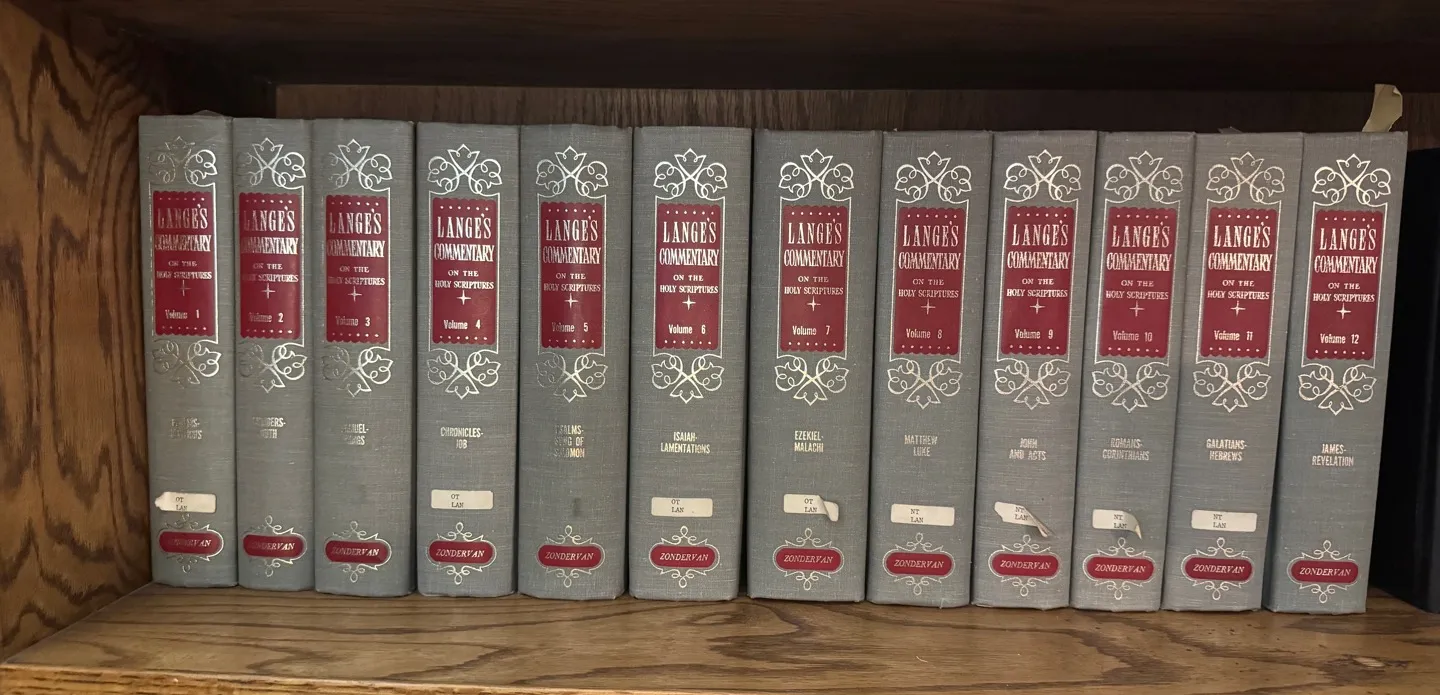 LANGE'S
COMMENTARY
ON THE
HOLY SCRIPTURES
Volume 1
OT
LAN
ZONDERVAN
LANGE'S
COMMENTARY
ON THE
HOLY SCRIPTURES
Volume 2
ZONDERVAN
LANGE'S
COMMENTARY
ON THE
HOLY SCRIPTURES
Volume 3
ZONDERVAN
LANGE'S
COMMENTARY
ON THE
HOLY SCRIPTURES
Volume 4
CHRONICLES-
JOB
OT
LAN
ZONDERVAN
LANGE'S
COMMENTARY
ON THE
HOLY SCRIPTURES
Volume 5
PSALMS-
SONG OF
SOLOMON
ZONDERVAN
LANGE'S
COMMENTARY
ON THE
HOLY SCRIPTURES
Volume 6
ISAIAH-
LAMENTATIONS
OT
LAN
ZONDERVAN
LANGE'S
COMMENTARY
ON THE
HOLY SCRIPTURES
Volume 7
EZEKIEL-
MALACHI
OT
LAN
ZONDERVAN
LANGE'S
COMMENTARY
ON THE
HOLY SCRIPTURES
Volume 8
MATTHEW
LUKE
NT
LAN
ZONDERVAN
LANGE'S
COMMENTARY
ON THE
HOLY SCRIPTURES
Volume 9
JOHN
AND ACTS
NT
LAN
ZONDERVAN
LANGE'S
COMMENTARY
ON THE
HOLY SCRIPTURES
Volume 10
ROMANS-
CORINTHIANS
NT
LAN
ZONDERVAN
LANGE'S
COMMENTARY
ON THE
HOLY SCRIPTURES
Volume 11
GALATIANS-
HEBREWS
NT
LAN
ZONDERVAN
LANGE'S
COMMENTARY
ON THE
HOLY SCRIPTURES
Volume 12
JAMES-
REVELATION
ZONDERVAN